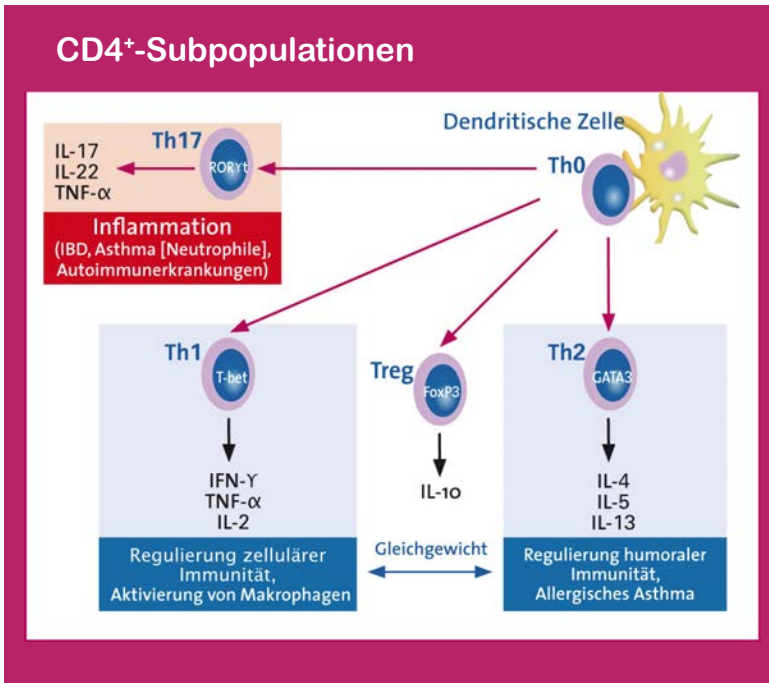 CD4⁺-Subpopulationen
Dendritische Zelle
Th17
RORγt
IL-17
IL-22
TNF-α
Inflammation
(IBD, Asthma [Neutrophile],
Autoimmunerkrankungen)
Th0
Th1
T-bet
IFN-ϒ
TNF-α
IL-2
Regulierung zellulärer
Immunität,
Aktivierung von Makrophagen
Treg
FoxP3
IL-10
Gleichgewicht
Th2
GATA3
IL-4
IL-5
IL-13
Regulierung humoraler
Immunität,
Allergisches Asthma